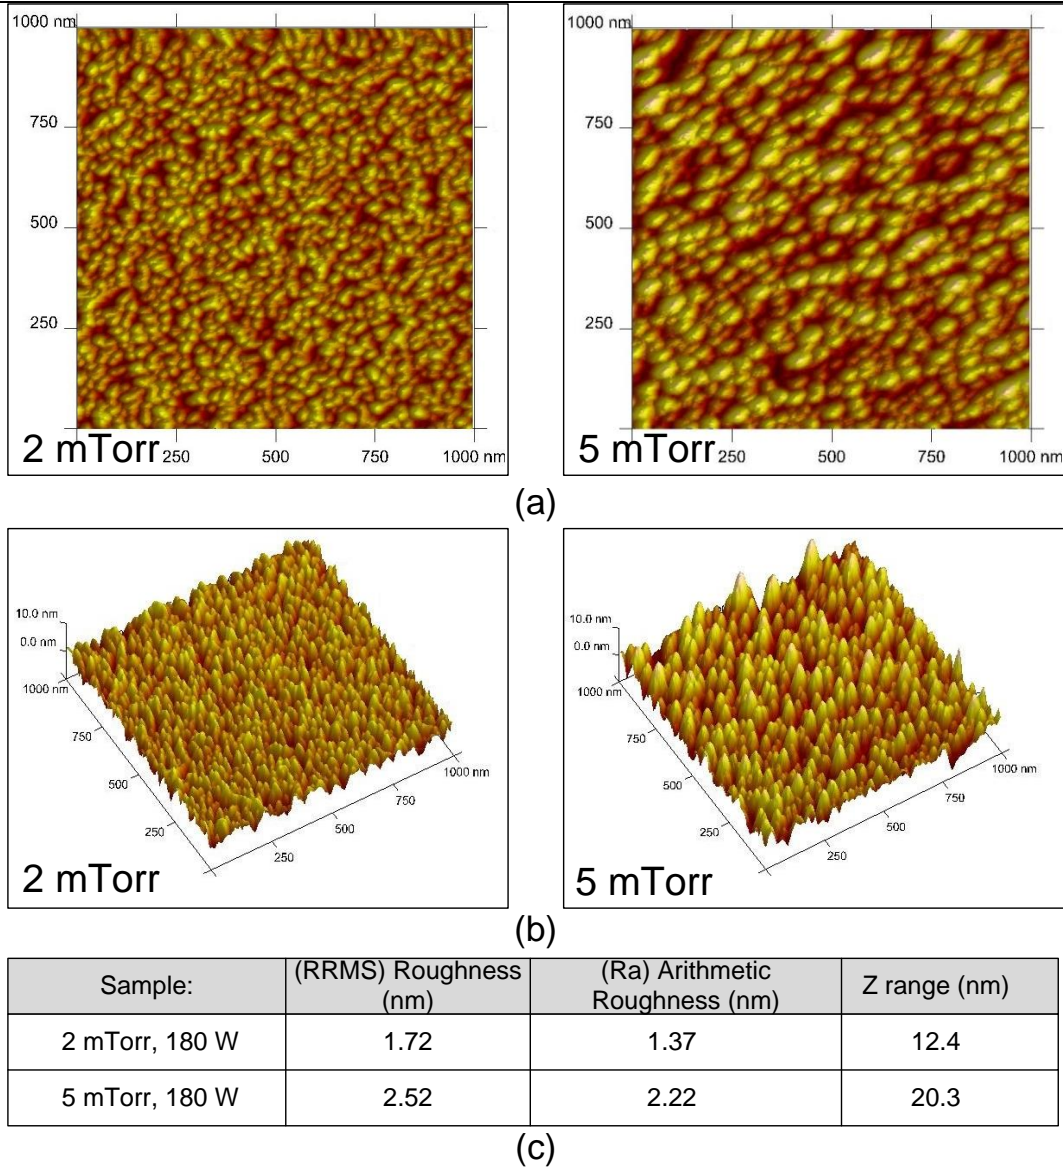 1000 nm
750
500
250
2 mTorr
250
500
750
1000 nm
1000 nm
750
500
250
5 mTorr
250
500
750
1000 nm
(a)
10.0 nm
0.0 nm
1000 nm
750
500
250
250
500
750
1000 nm
2 mTorr
10.0 nm
0.0 nm
1000 nm
750
500
250
250
500
750
1000 nm
5 mTorr
(b)
Sample: (RRMS) Roughness (nm) (Ra) Arithmetic Roughness (nm) Z range (nm)
2 mTorr, 180 W 1.72 1.37 12.4
5 mTorr, 180 W 2.52 2.22 20.3
(c)